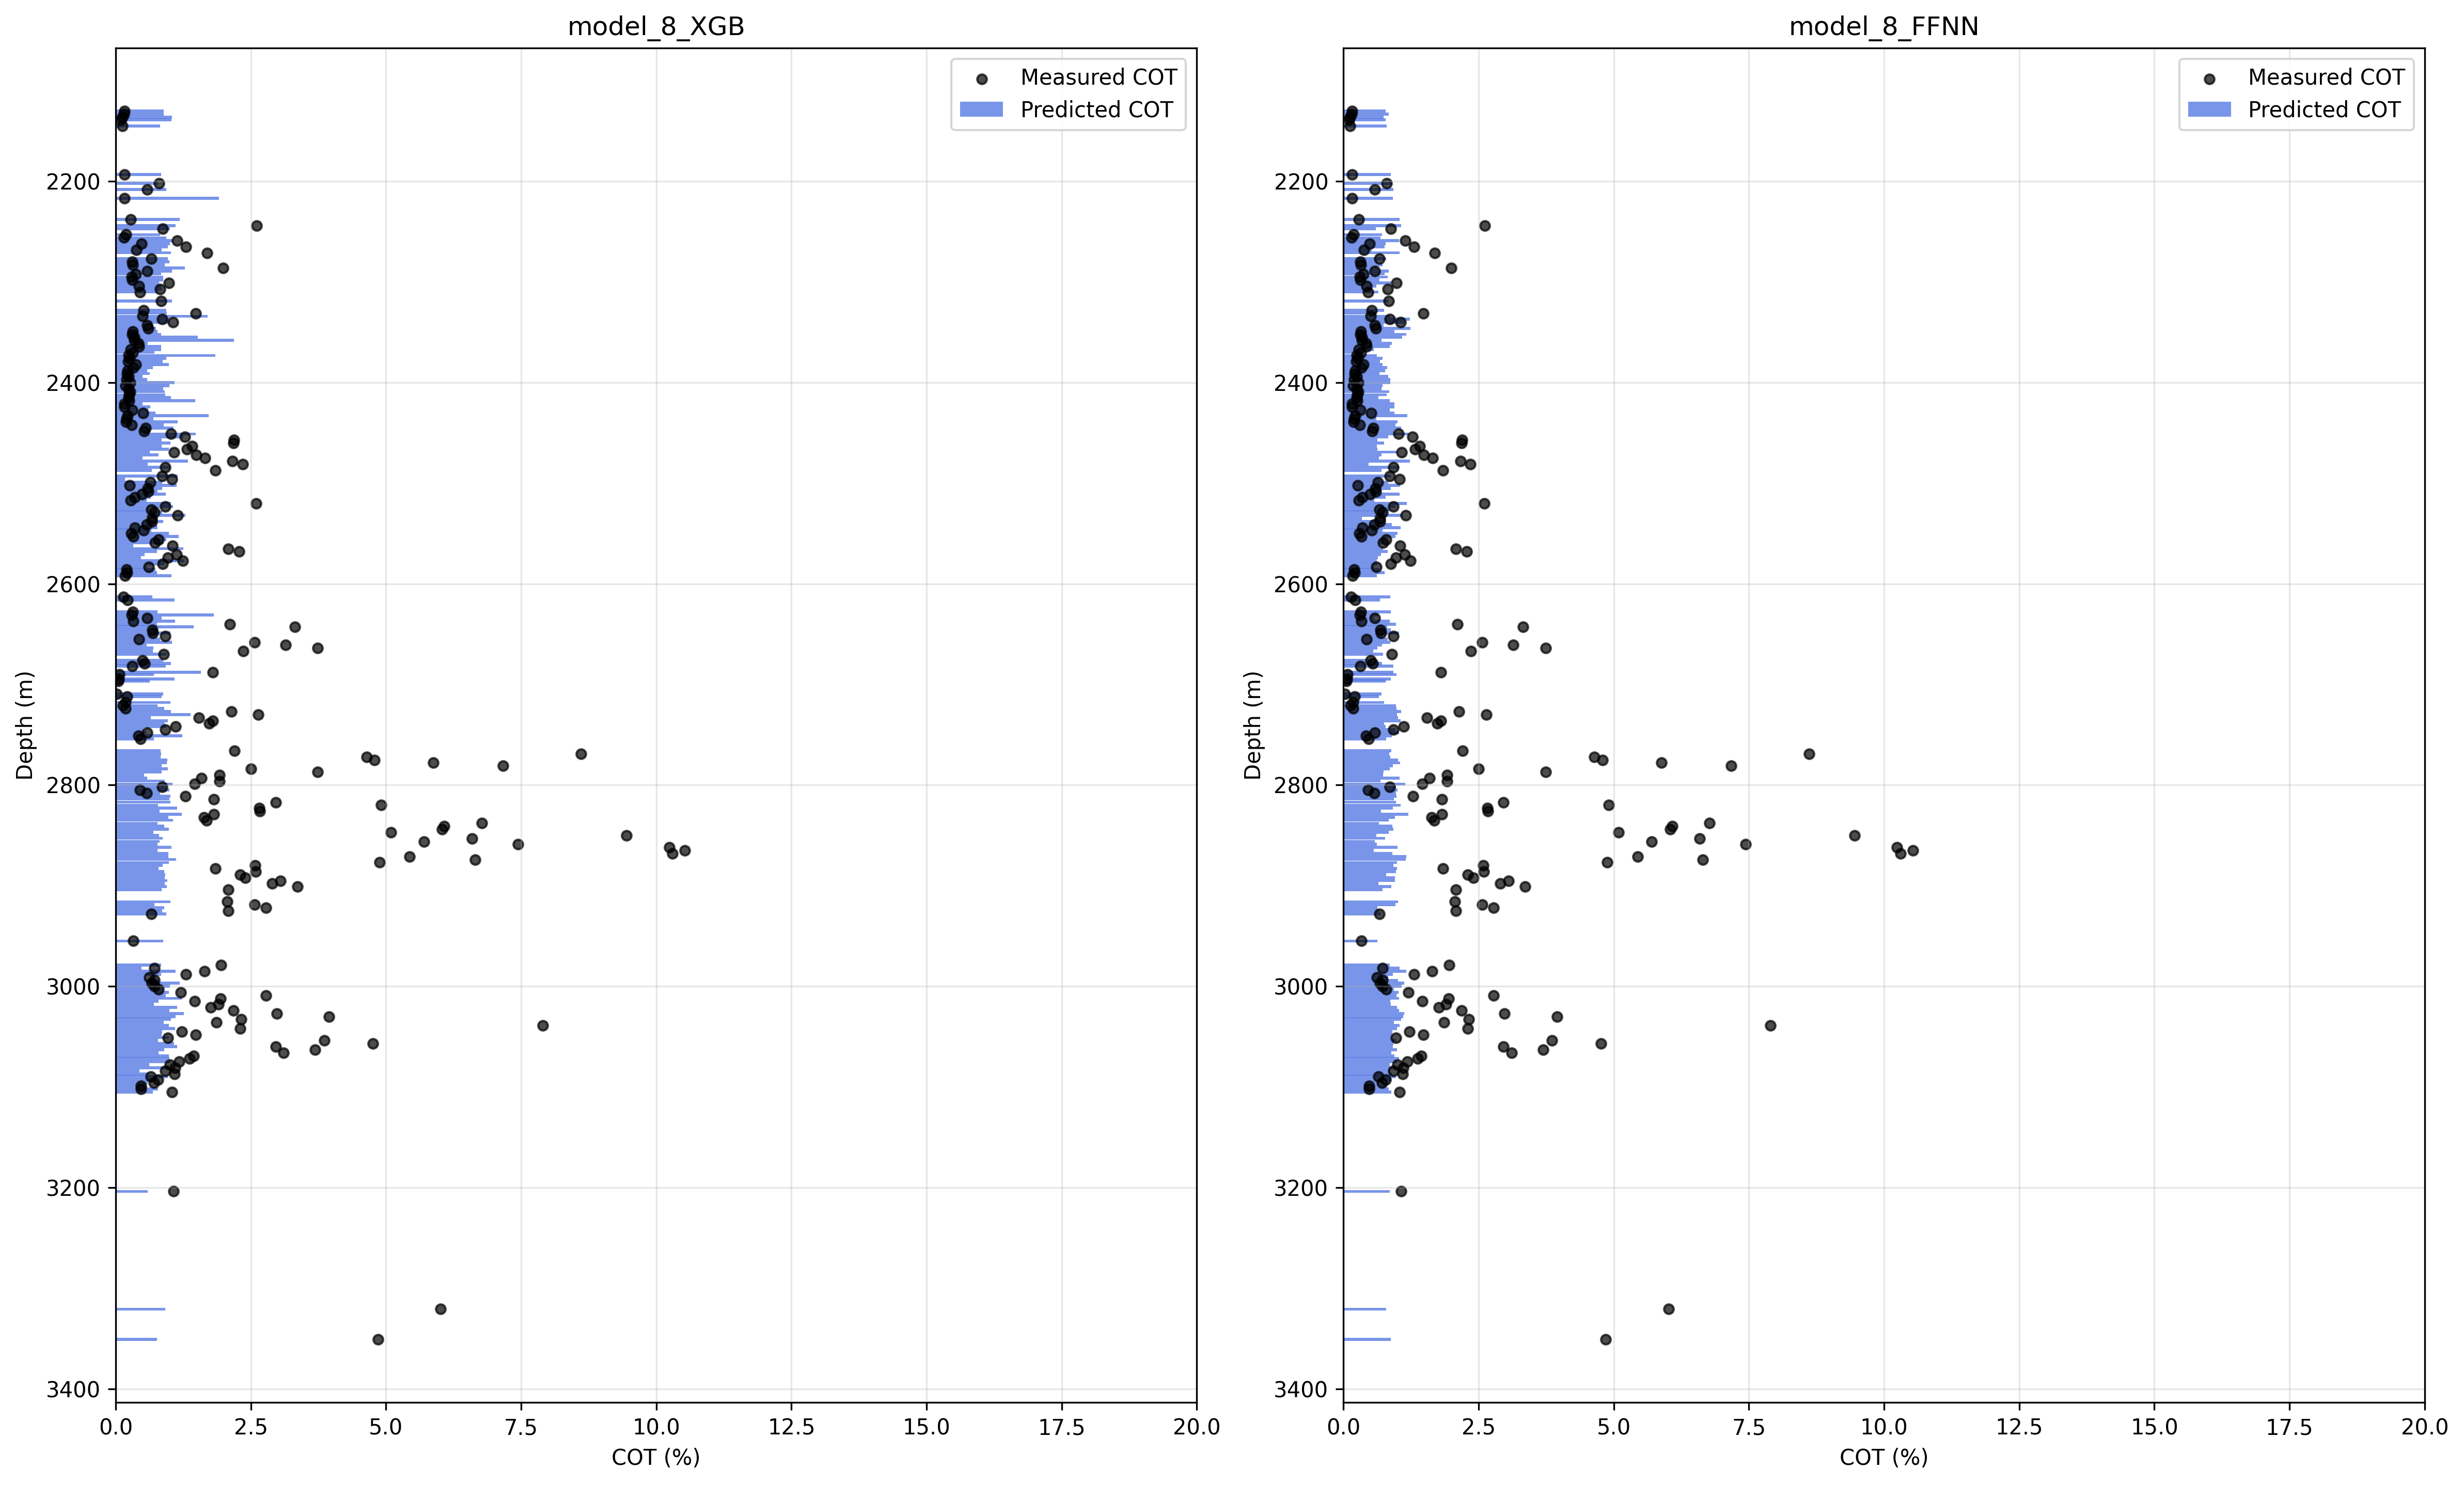 model_8_XGB
Measured COT
Predicted COT
Depth (m)
2200
2400
2600
2800
3000
3200
3400
0.0 2.5 5.0 7.5 10.0 12.5 15.0 17.5 20.0
COT (%)
model_8_FFNN
Measured COT
Predicted COT
Depth (m)
2200
2400
2600
2800
3000
3200
3400
0.0 2.5 5.0 7.5 10.0 12.5 15.0 17.5 20.0
COT (%)